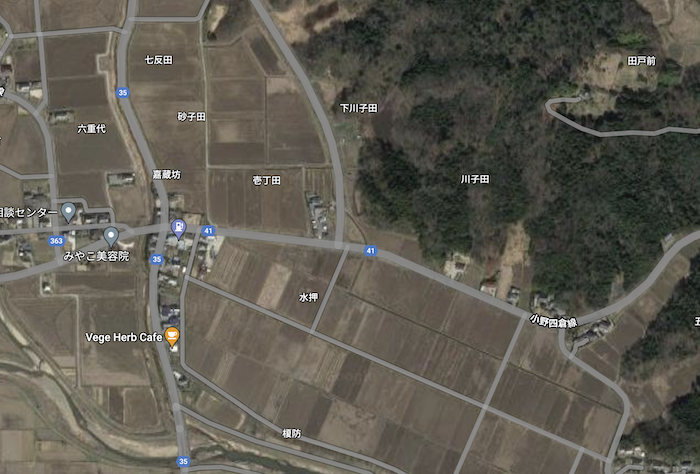 七反田
田戸前
35
下川子田
砂子田
六重代
嘉蔵坊
壱丁田
川子田
相談センター
41
363
41
みやこ美容院
35
水押
小野四倉線
Vege Herb Cafe
榎防
35